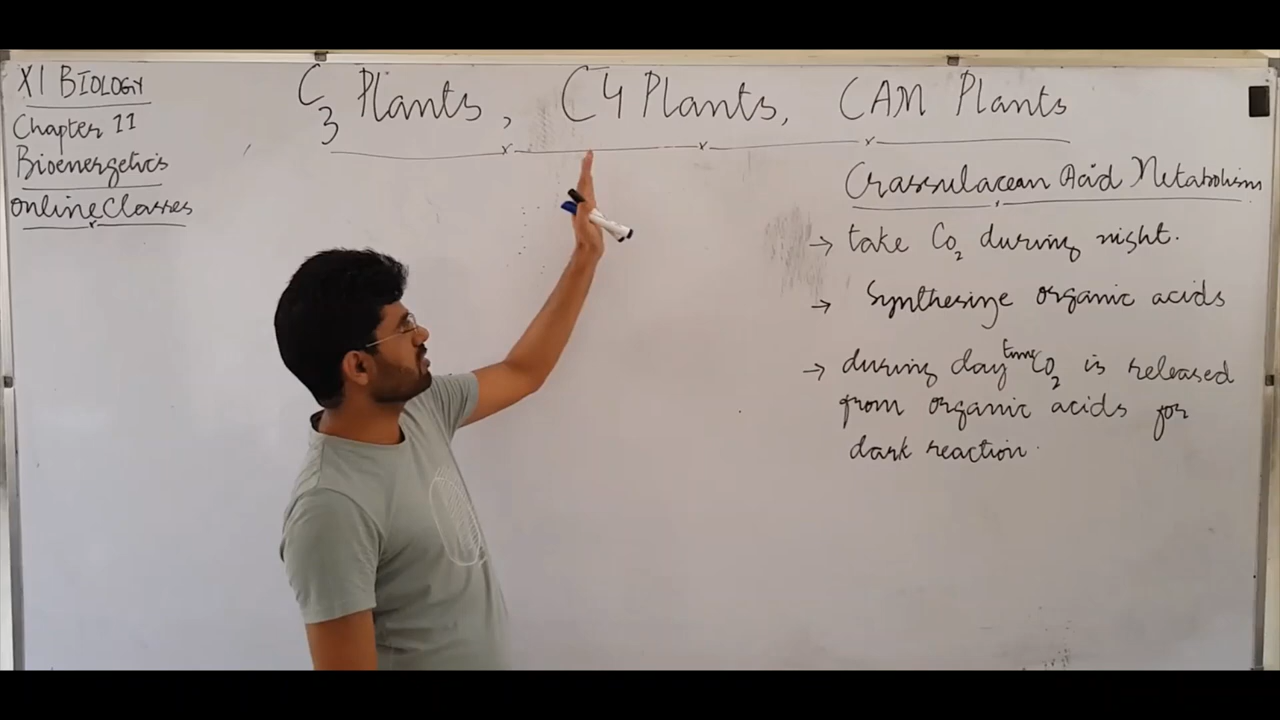 XI BIOLOGY
Chapter 11
Bioenergetics
Online Classes
C3 Plants, C4 Plants, CAM Plants
Crassulacean Acid Metabolism
→ take Co2 during night.
→ Synthesize organic acids
→ during day time CO2 is released
from organic acids for
dark reaction.